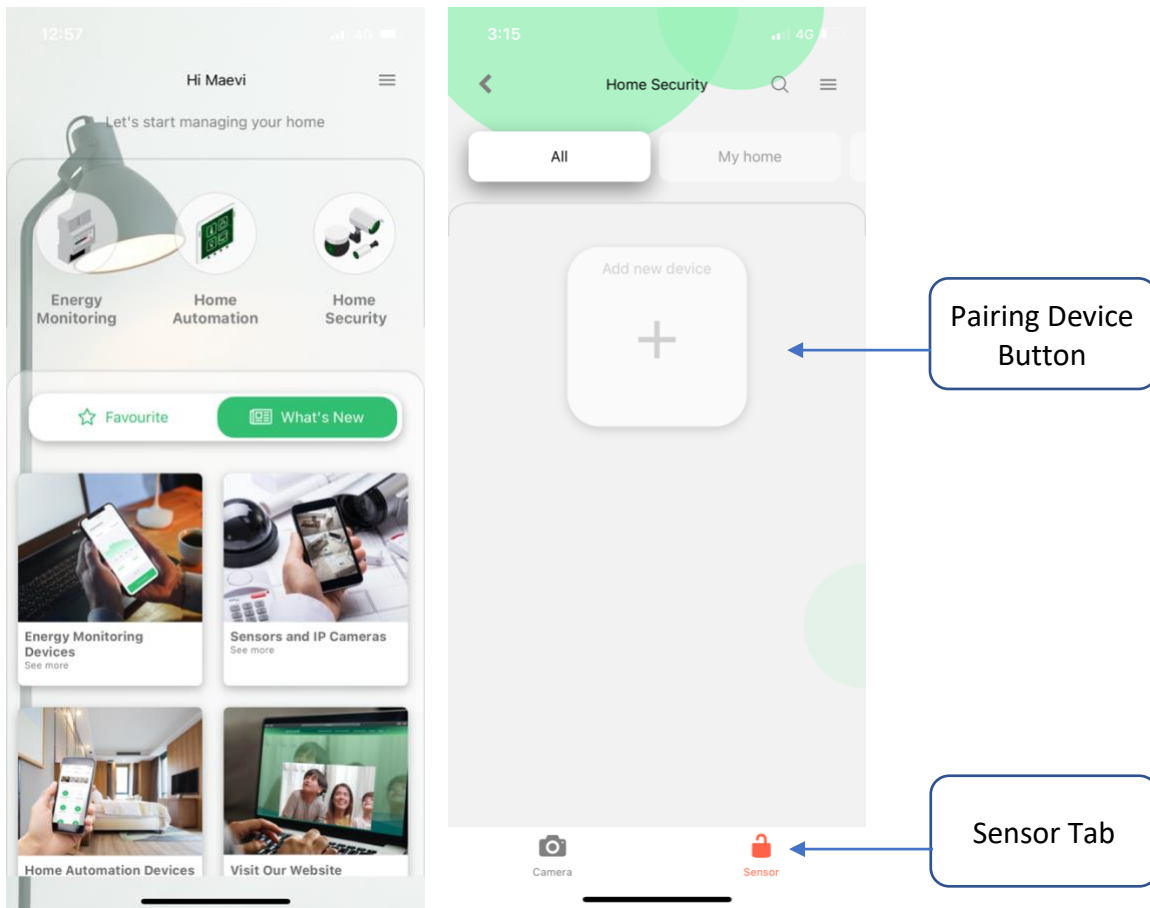 12:57
4G
Hi Maevi
Let's start managing your home
Energy
Monitoring
Home
Automation
Home
Security
Favourite
What's New
Energy Monitoring
Devices
See more
Sensors and IP Cameras
See more
Home Automation Devices
Visit Our Website
3:15
4G
Home Security
All
My home
Add new device
Camera
Sensor
Pairing Device
Button
Sensor Tab